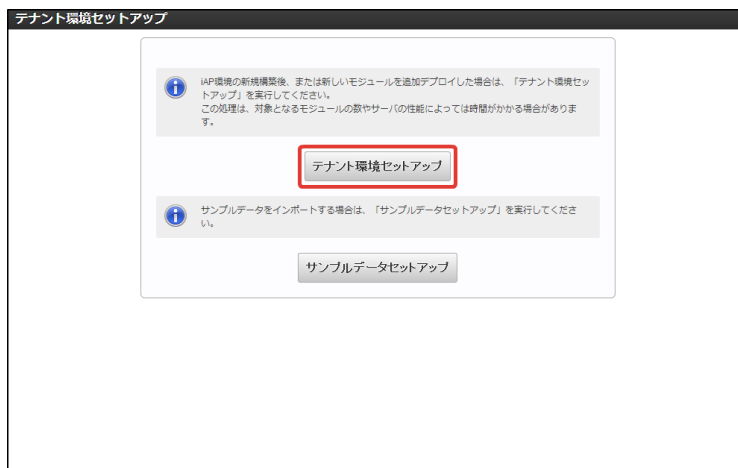 テナント環境セットアップ
iAP環境の新規構築後、または新しいモジュールを追加デプロイした場合は、「テナント環境セッ
トアップ」を実行してください。
この処理は、対象となるモジュールの数やサーバの性能によっては時間がかかる場合がありま
す。
テナント環境セットアップ
サンプルデータをインポートする場合は、「サンプルデータセットアップ」を実行してくださ
い。
サンプルデータセットアップ